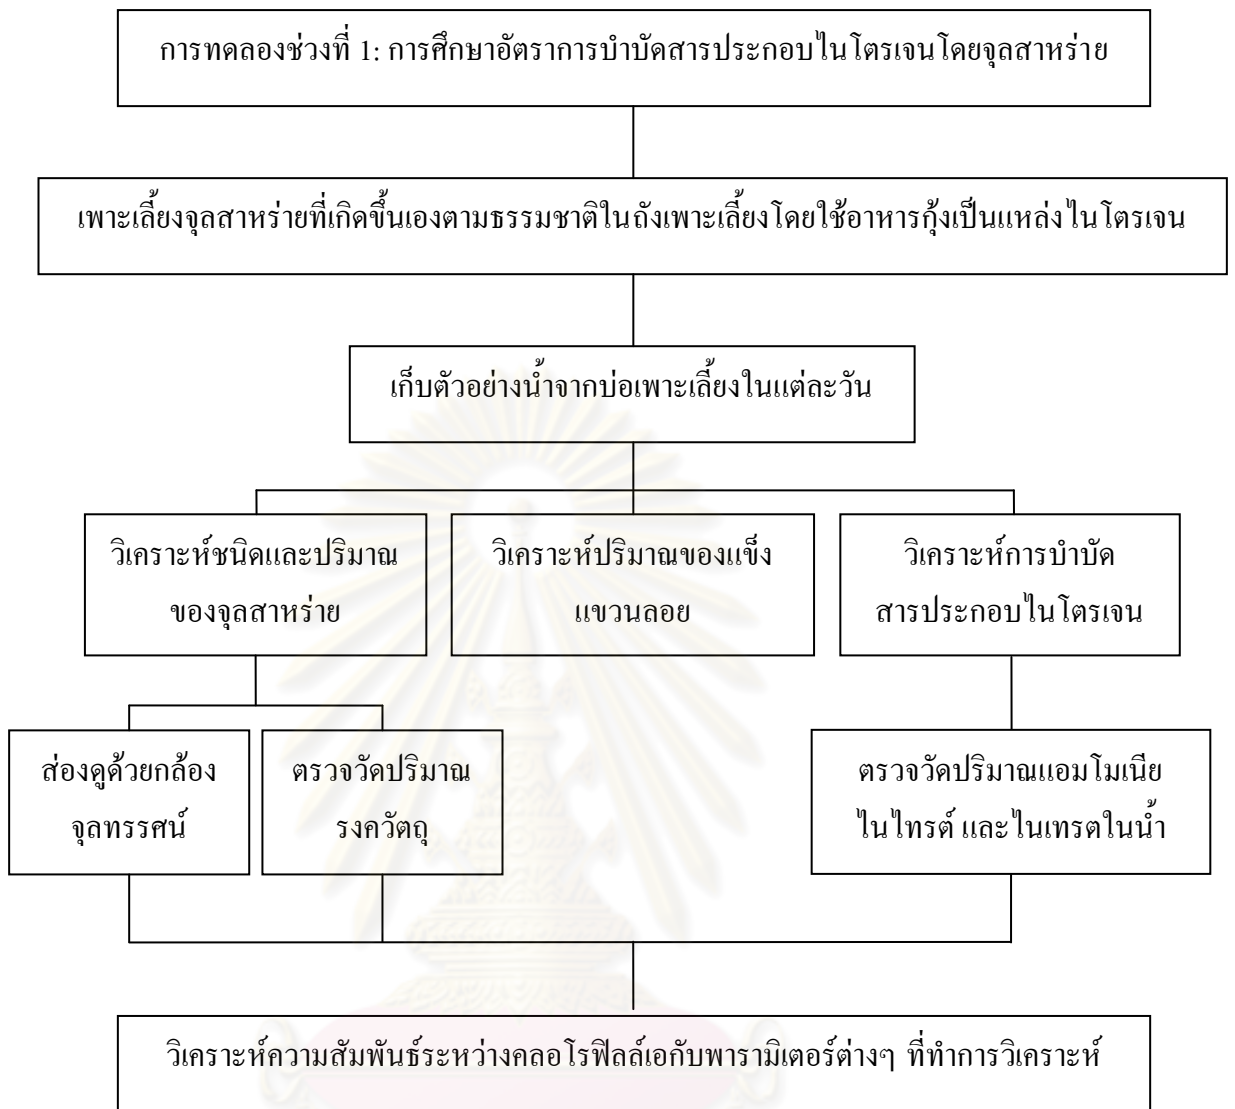 การทดลองช่วงที่ 1: การศึกษาอัตราการบำบัดสารประกอบไนโตรเจนโดยจุลสาหร่าย
เพาะเลี้ยงจุลสาหร่ายที่เกิดขึ้นเองตามธรรมชาติในถังเพาะเลี้ยงโดยใช้อาหารกุ้งเป็นแหล่งไนโตรเจน
เก็บตัวอย่างน้ำจากบ่อเพาะเลี้ยงในแต่ละวัน
วิเคราะห์ชนิดและปริมาณ
ของจุลสาหร่าย
วิเคราะห์ปริมาณของแข็ง
แขวนลอย
วิเคราะห์การบำบัด
สารประกอบไนโตรเจน
ส่องดูด้วยกล้อง
จุลทรรศน์
ตรวจวัดปริมาณ
รงควัตถุ
ตรวจวัดปริมาณแอมโมเนีย
ไนไทรต์ และไนเทรตในน้ำ
วิเคราะห์ความสัมพันธ์ระหว่างคลอโรฟิลล์เอกับพารามิเตอร์ต่างๆ ที่ทำการวิเคราะห์